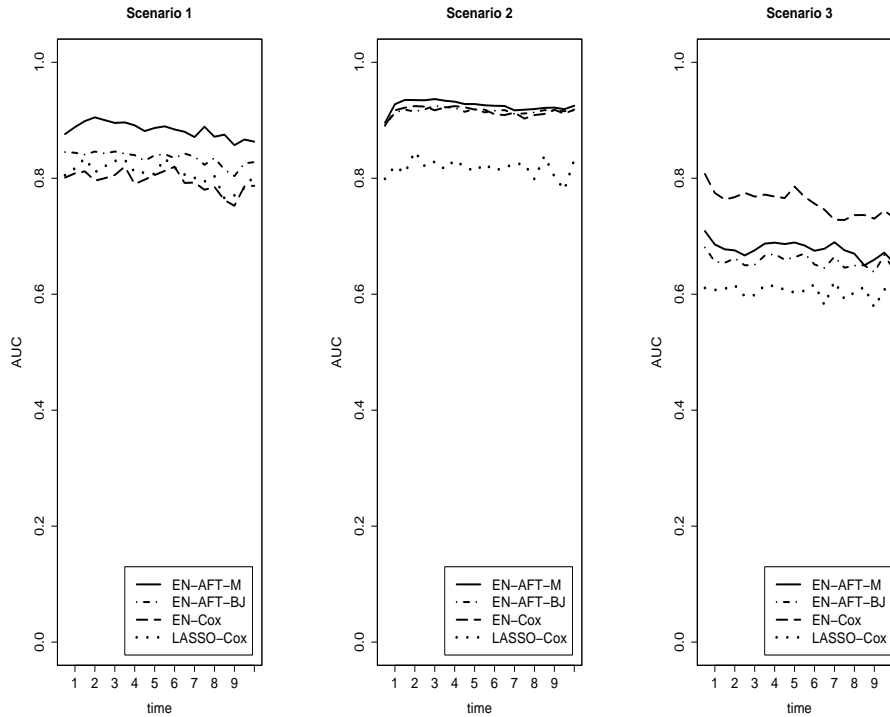 Scenario 1
AUC
0.0 0.2 0.4 0.6 0.8 1.0
EN−AFT−M
EN−AFT−BJ
EN−Cox
LASSO−Cox
1 2 3 4 5 6 7 8 9
time
Scenario 2
AUC
0.0 0.2 0.4 0.6 0.8 1.0
EN−AFT−M
EN−AFT−BJ
EN−Cox
LASSO−Cox
1 2 3 4 5 6 7 8 9
time
Scenario 3
AUC
0.0 0.2 0.4 0.6 0.8 1.0
EN−AFT−M
EN−AFT−BJ
EN−Cox
LASSO−Cox
1 2 3 4 5 6 7 8 9
time